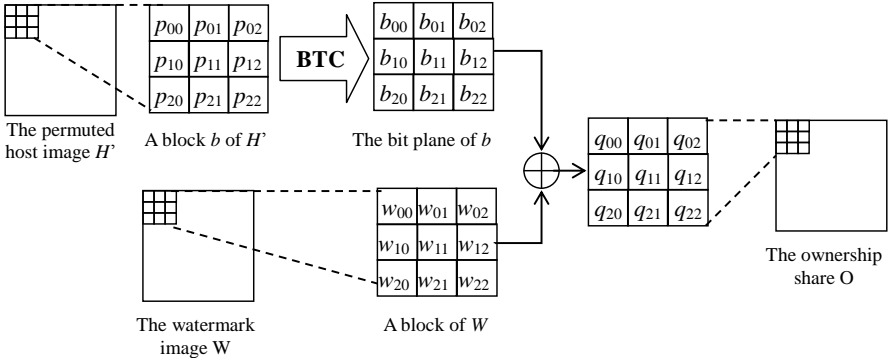 p00 p01 p02
p10 p11 p12
p20 p21 p22
BTC
b00 b01 b02
b10 b11 b12
b20 b21 b22
The permuted
host image H'
A block b of H'
The bit plane of b
q00 q01 q02
q10 q11 q12
q20 q21 q22
The ownership
share O
w00 w01 w02
w10 w11 w12
w20 w21 w22
The watermark
image W
A block of W